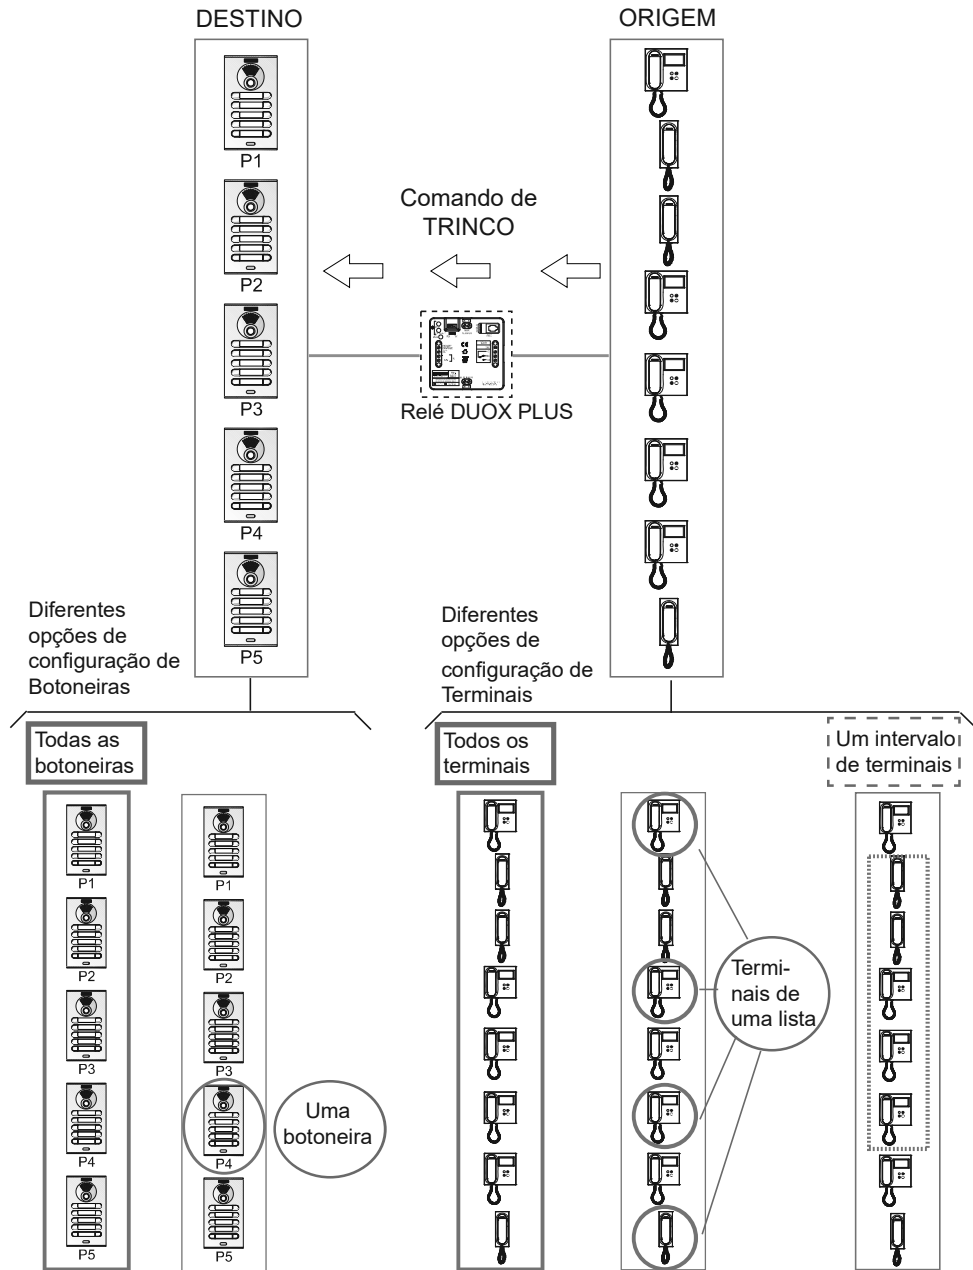 DESTINO
ORIGEM
P1
P2
P3
P4
P5
Comando de
TRINCO
Relé DUOX PLUS
Diferentes
opções de
configuração de
Botoneiras
Diferentes
opções de
configuração de
Terminais
Todas as
botoneiras
Todos os
terminais
Um intervalo
de terminais
P1
P2
P3
P4
P5
P1
P2
P3
P4
P5
Uma
botoneira
Termi-
nais de
uma lista